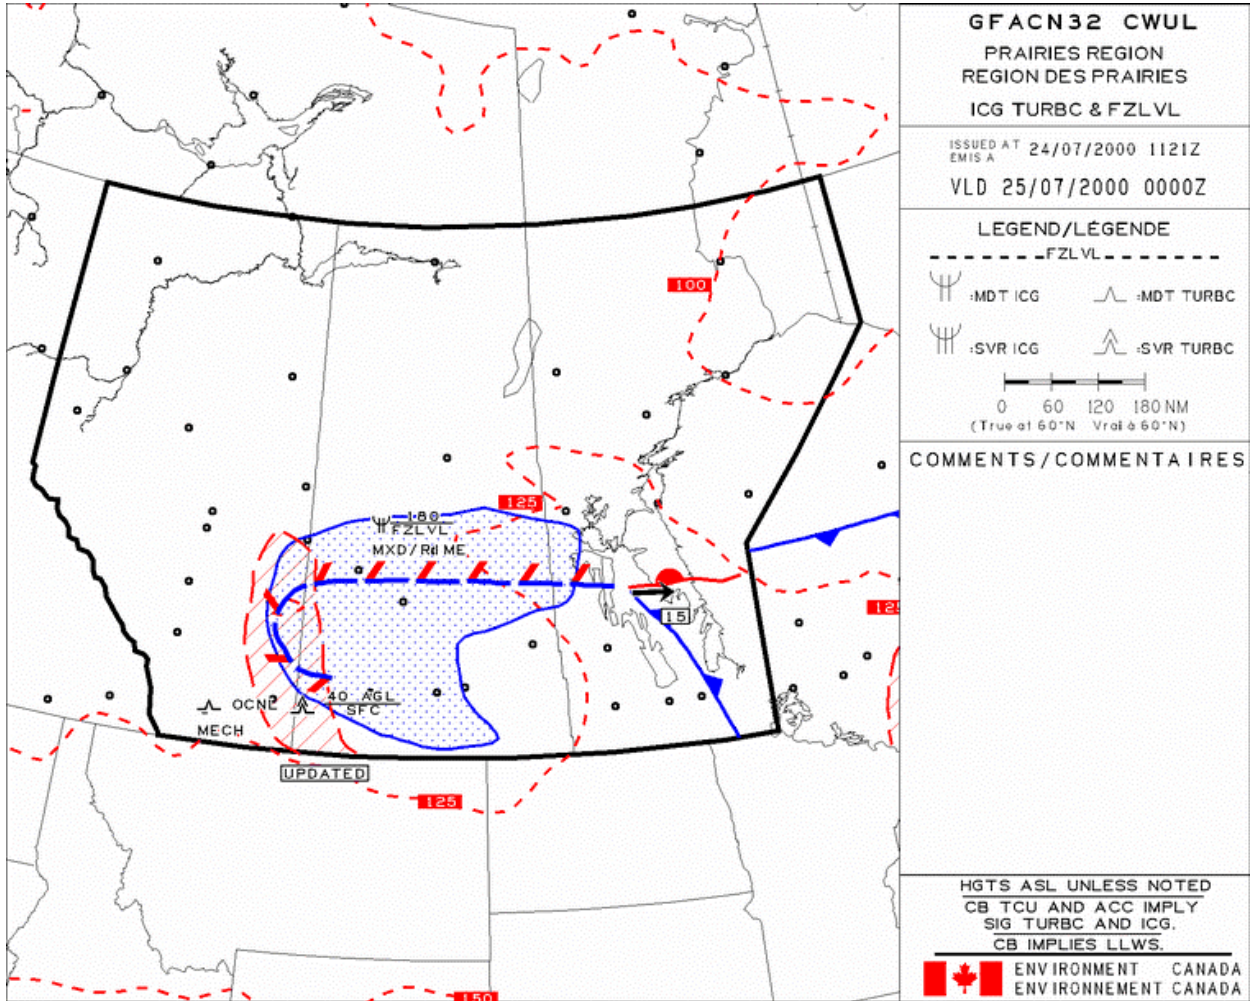 GFACN32 CWUL
PRAIRIES REGION
REGION DES PRAIRIES
ICG TURBC & FZLVL
ISSUED AT
EMIS A
24/07/2000 1121Z
VLD 25/07/2000 0000Z
LEGEND/LÉGENDE
FZLVL
:MDT ICG
:MDT TURBC
:SVR ICG
:SVR TURBC
0 60 120 180 NM
(True at 60°N Vrai à 60°N)
COMMENTS/COMMENTAIRES
100
125
180
FZLVL
MXD/RIME
15
125
OCNL
40 AGL
SFC
MECH
UPDATED
125
150
HGTS ASL UNLESS NOTED
CB TCU AND ACC IMPLY
SIG TURBC AND ICG.
CB IMPLIES LLWS.
ENVIRONMENT CANADA
ENVIRONNEMENT CANADA